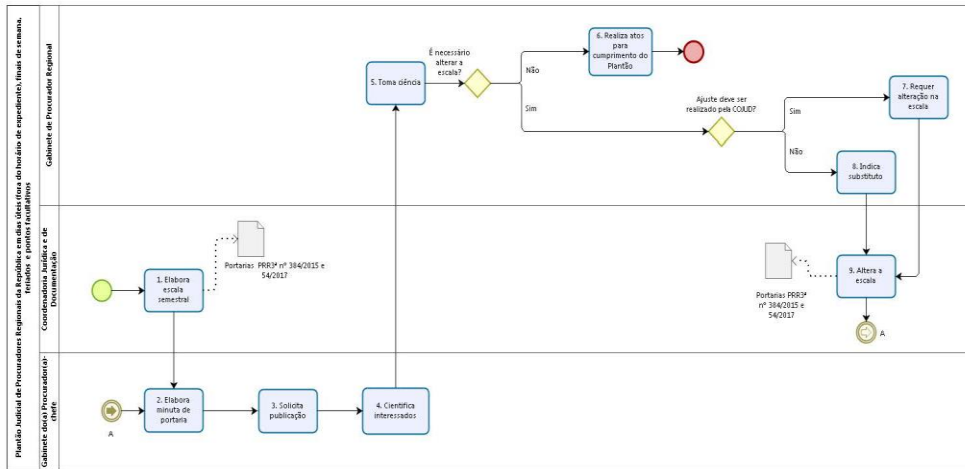 Plantão Judicial de Procuradores Regionais da República em dias úteis (fora do horário de expediente), finais de semana,
feriados e pontos facultativos
Gabinete de Procurador Regional
5. Toma ciência
É necessário
alterar a
escala?
Não
Sim
6. Realiza atos
para
cumprimento do
Plantão
Ajuste deve ser
realizado pela COJUD?
Sim
Não
7. Requer
alteração na
escala
8. Indica
substituto
Coordenadoria Jurídica e de
Documentação
1. Elabora
escala
semestral
Portarias PRR3ª nº 384/2015 e
54/2017
Portarias PRR3ª
nº 384/2015 e
54/2017
9. Altera a
escala
A
Gabinete do(a) Procurador(a)-
chefe
A
2. Elabora
minuta de
portaria
3. Solicita
publicação
4. Cientifica
interessados